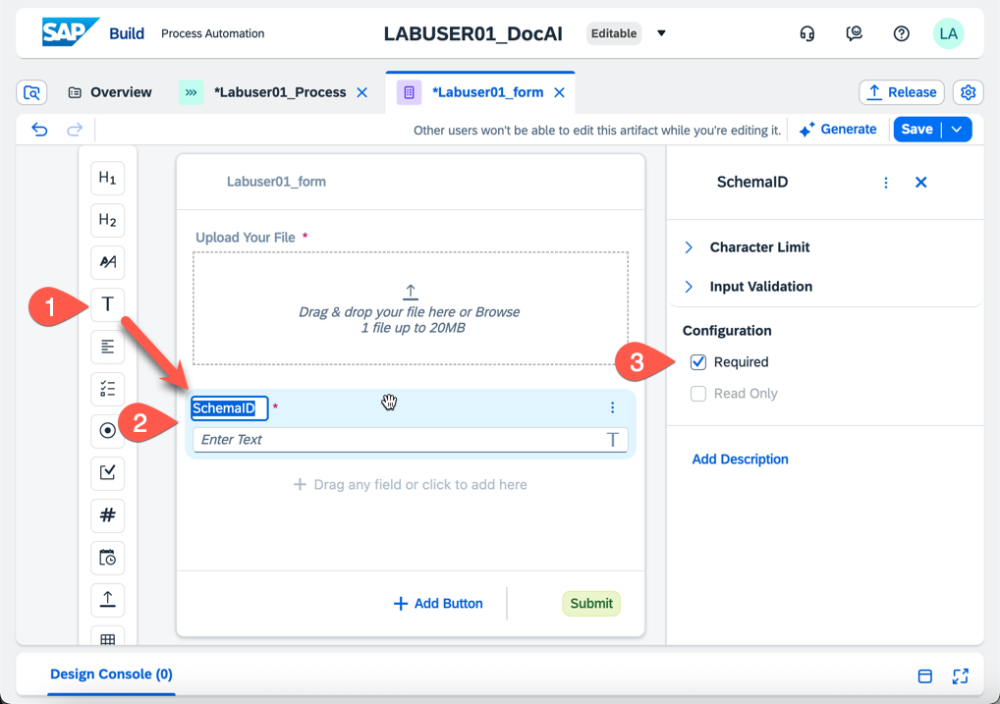 SAP Build Process Automation LABUSER01_DocAI Editable LA
Overview *Labuser01_Process *Labuser01_form Release
Other users won't be able to edit this artifact while you're editing it. Generate Save
H1
H2
A
T
#
1
2
3
Labuser01_form
Upload Your File *
Drag & drop your file here or Browse
1 file up to 20MB
SchemaID *
Enter Text T
Drag any field or click to add here
Add Button Submit
SchemaID
Character Limit
Input Validation
Configuration
Required
Read Only
Add Description
Design Console (0)